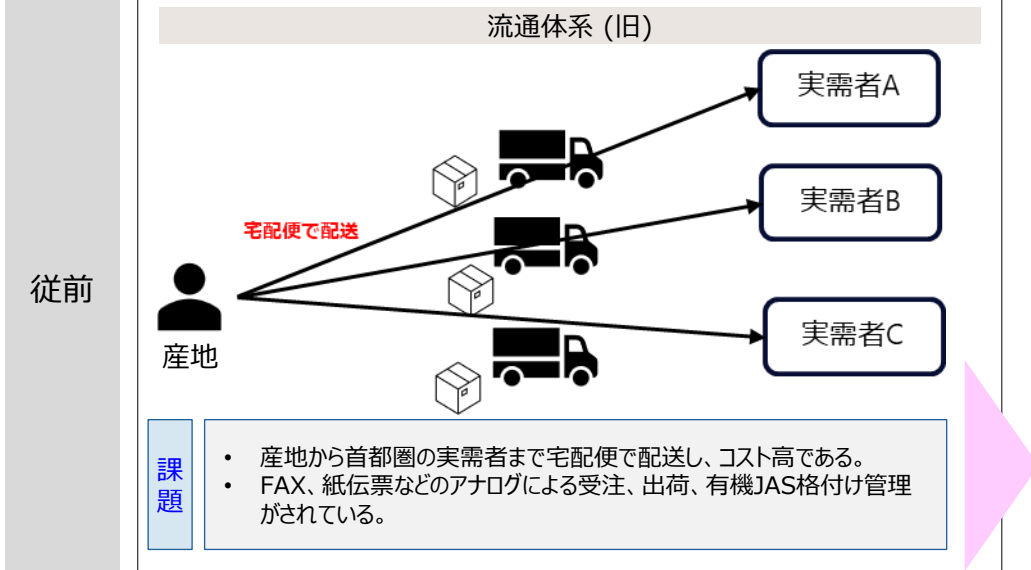 流通体系 (旧)
実需者A
実需者B
宅配便で配送
従前
実需者C
産地
課
題
• 産地から首都圏の実需者まで宅配便で配送し、コスト高である。
• FAX、紙伝票などのアナログによる受注、出荷、有機JAS格付け管理
がされている。